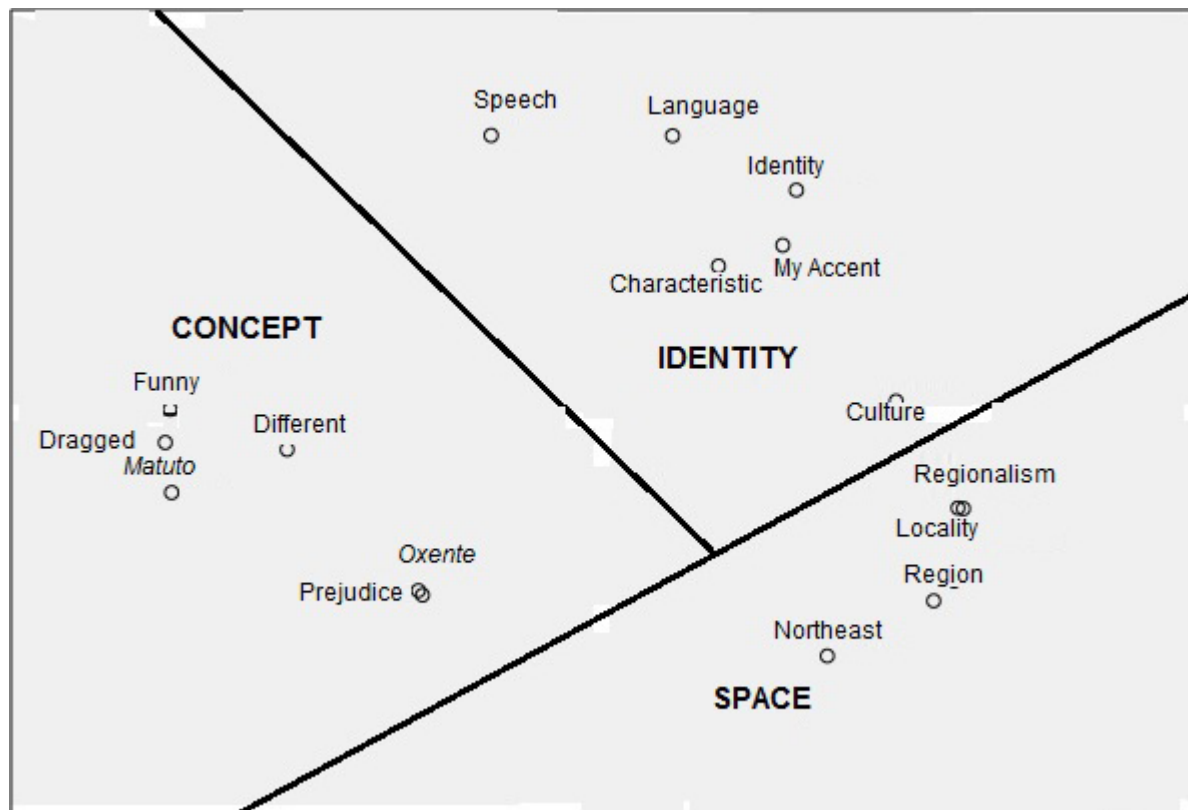 Speech
Language
Identity
My Accent
Characteristic
CONCEPT
IDENTITY
Funny
Culture
Different
Dragged
Matuto
Regionalism
Locality
Oxente
Region
Prejudice
Northeast
SPACE